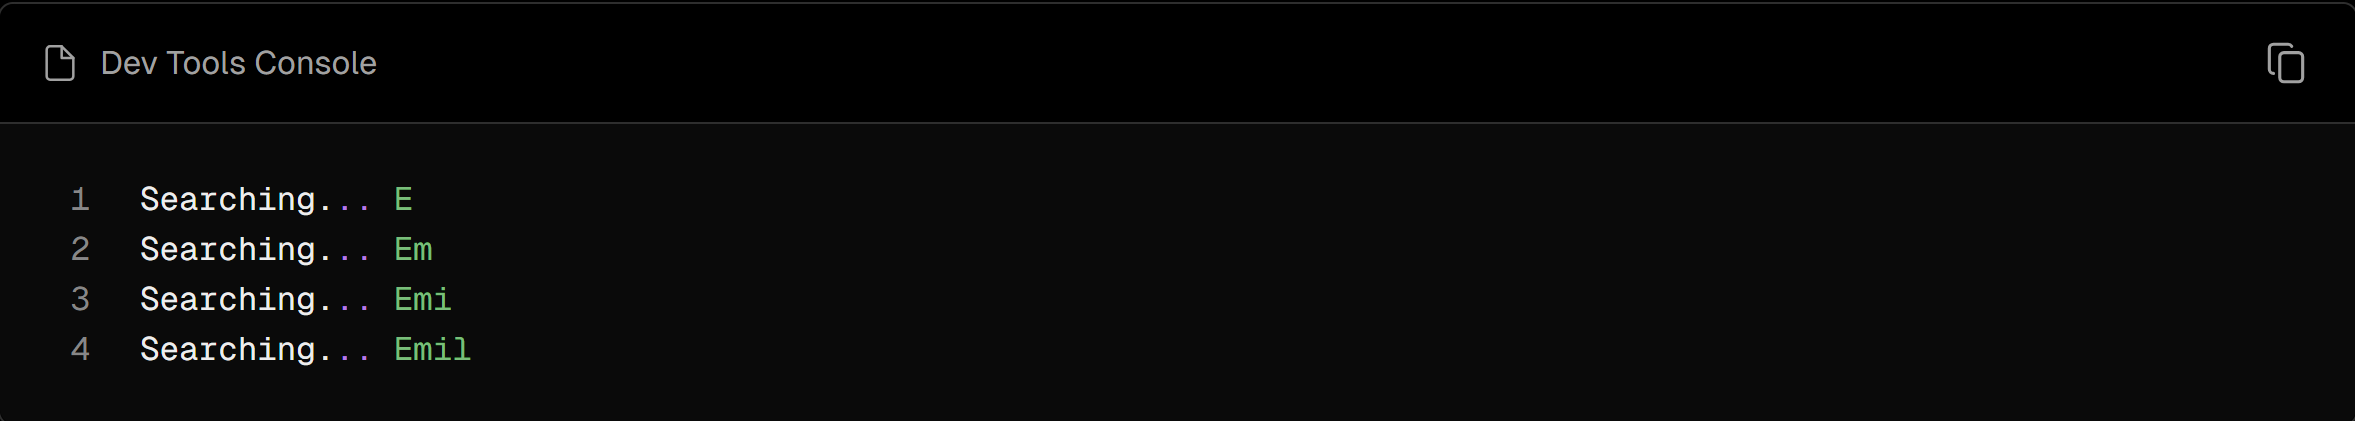 Dev Tools Console
1 Searching... E
2 Searching... Em
3 Searching... Emi
4 Searching... Emil